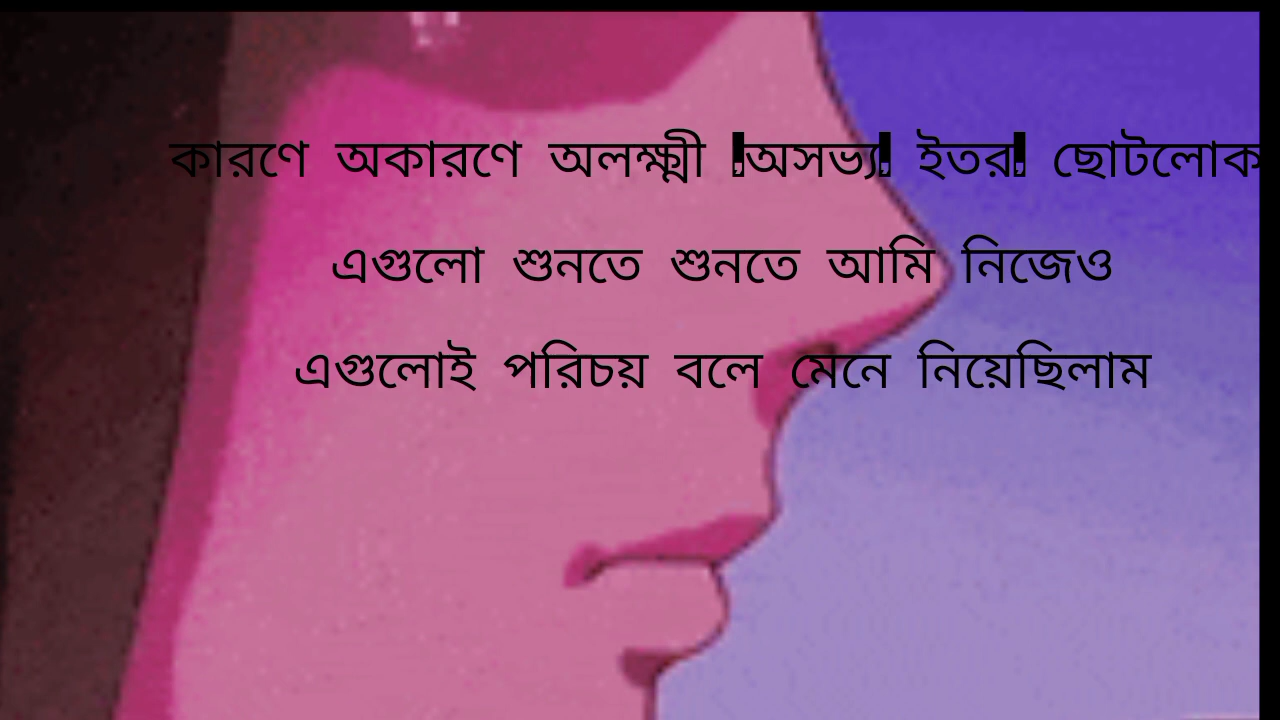 কারণে অকারণে অলক্ষ্মী !অসভ্য! ইতর! ছোটলোক
এগুলো শুনতে শুনতে আমি নিজেও
এগুলোই পরিচয় বলে মেনে নিয়েছিলাম